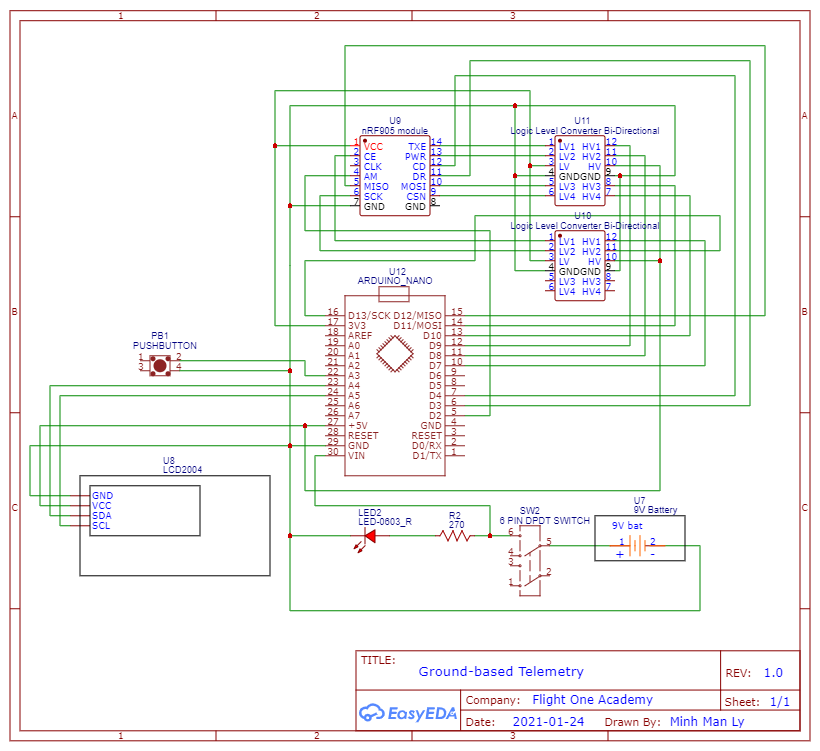 1 2 3
A A
B B
C C
1 2 3
U9
nRF905 module
1 VCC TXE 14
2 CE PWR 13
3 CLK CD 12
4 AM DR 11
5 MISO MOSI 10
6 SCK CSN 9
7 GND GND 8
U11
Logic Level Converter Bi-Directional
1 LV1 HV1 12
2 LV2 HV2 11
3 LV HV 10
4 GND GND 9
5 LV3 HV3 8
6 LV4 HV4 7
U10
Logic Level Converter Bi-Directional
1 LV1 HV1 12
2 LV2 HV2 11
3 LV HV 10
4 GND GND 9
5 LV3 HV3 8
6 LV4 HV4 7
U12
ARDUINO_NANO
16 D13/SCK D12/MISO 15
17 3V3 D11/MOSI 14
18 AREF D10 13
19 A0 D9 12
20 A1 D8 11
21 A2 D7 10
22 A3 D6 9
23 A4 D5 8
24 A5 D4 7
25 A6 D3 6
26 A7 D2 5
27 +5V GND 4
28 RESET RESET 3
29 GND D0/RX 2
30 VIN D1/TX 1
PB1
PUSHBUTTON
1 2
3 4
U8
LCD2004
GND
VCC
SDA
SCL
LED2
LED-0603_R
R2
270
SW2
6 PIN DPDT SWITCH
6
5
4
3
2
1
U7
9V Battery
9V bat
1 2
+ -
TITLE:
Ground-based Telemetry
REV: 1.0
EasyEDA
Company: Flight One Academy
Sheet: 1/1
Date: 2021-01-24 Drawn By: Minh Man Ly